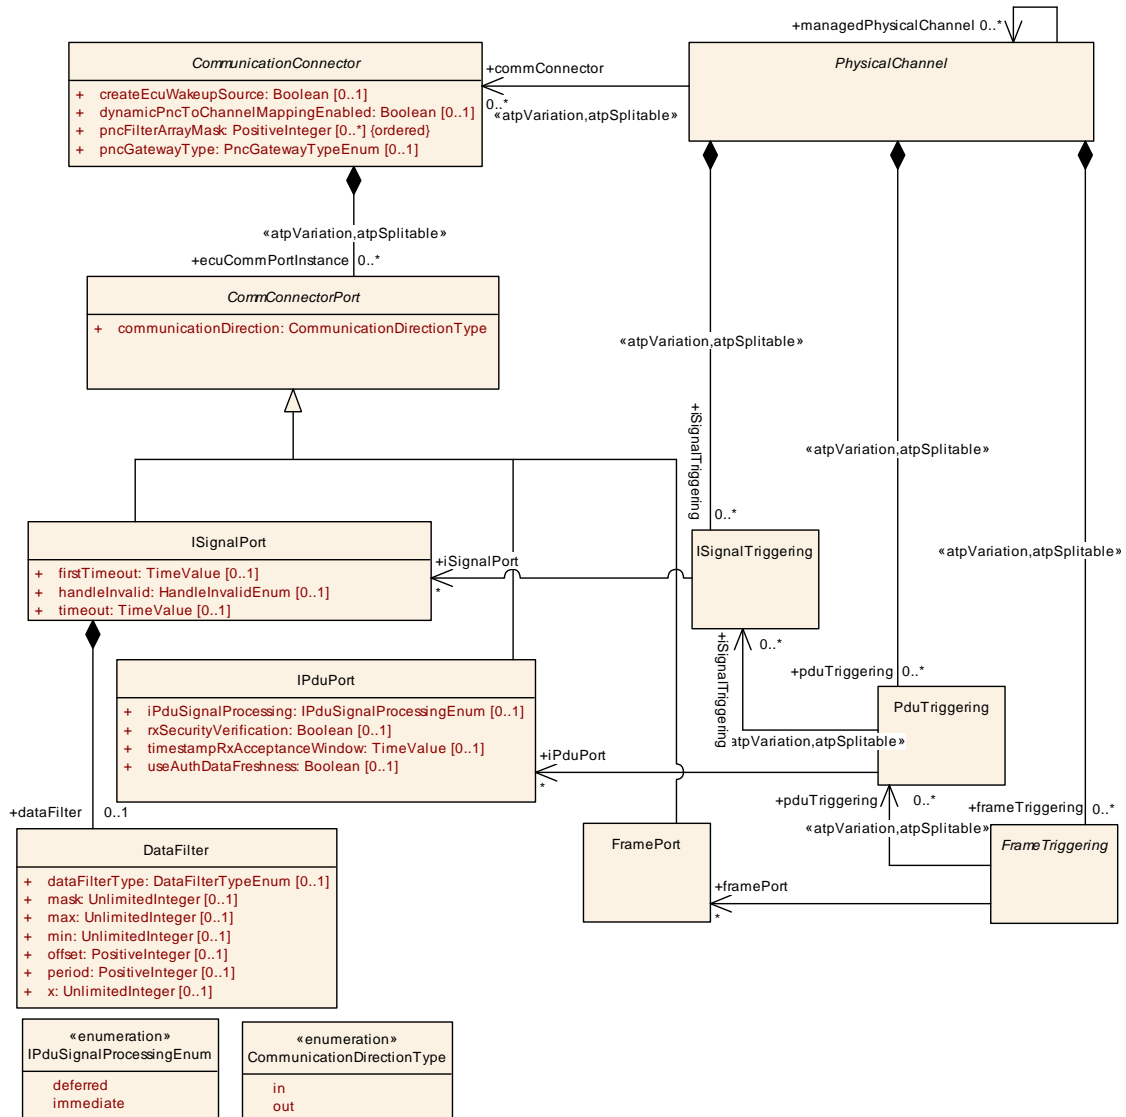 +managedPhysicalChannel 0..*
CommunicationConnector
+ createEcuWakeupSource: Boolean [0..1]
+ dynamicPncToChannelMappingEnabled: Boolean [0..1]
+ pncFilterArrayMask: PositiveInteger [0..*] {ordered}
+ pncGatewayType: PncGatewayTypeEnum [0..1]
+commConnector
0..*
«atpVariation,atpSplitable»
PhysicalChannel
«atpVariation,atpSplitable»
+ecuCommPortInstance 0..*
CommConnectorPort
+ communicationDirection: CommunicationDirectionType
«atpVariation,atpSplitable»
+iSignalTriggering
0..*
«atpVariation,atpSplitable»
«atpVariation,atpSplitable»
ISignalPort
+ firstTimeout: TimeValue [0..1]
+ handleInvalid: HandleInvalidEnum [0..1]
+ timeout: TimeValue [0..1]
+iSignalPort
*
ISignalTriggering
+iSignalTriggering
0..*
+pduTriggering 0..*
IPduPort
+ iPduSignalProcessing: IPduSignalProcessingEnum [0..1]
+ rxSecurityVerification: Boolean [0..1]
+ timestampRxAcceptanceWindow: TimeValue [0..1]
+ useAuthDataFreshness: Boolean [0..1]
PduTriggering
atpVariation,atpSplitable»
+iPduPort
*
+pduTriggering 0..*
«atpVariation,atpSplitable»
+frameTriggering 0..*
+dataFilter 0..1
DataFilter
+ dataFilterType: DataFilterTypeEnum [0..1]
+ mask: UnlimitedInteger [0..1]
+ max: UnlimitedInteger [0..1]
+ min: UnlimitedInteger [0..1]
+ offset: PositiveInteger [0..1]
+ period: PositiveInteger [0..1]
+ x: UnlimitedInteger [0..1]
FramePort
+framePort
*
FrameTriggering
«enumeration»
IPduSignalProcessingEnum
deferred
immediate
«enumeration»
CommunicationDirectionType
in
out